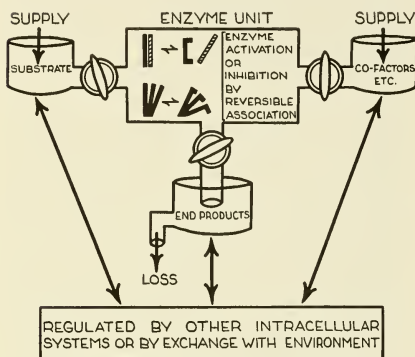 SUPPLY
ENZYME UNIT
SUPPLY
SUBSTRATE
ENZYME
ACTIVATION
OR
INHIBITION
BY
REVERSIBLE
ASSOCIATION
CO-FACTORS
ETC.
END PRODUCTS
LOSS
REGULATED BY OTHER INTRACELLULAR
SYSTEMS OR BY EXCHANGE WITH ENVIRONMENT